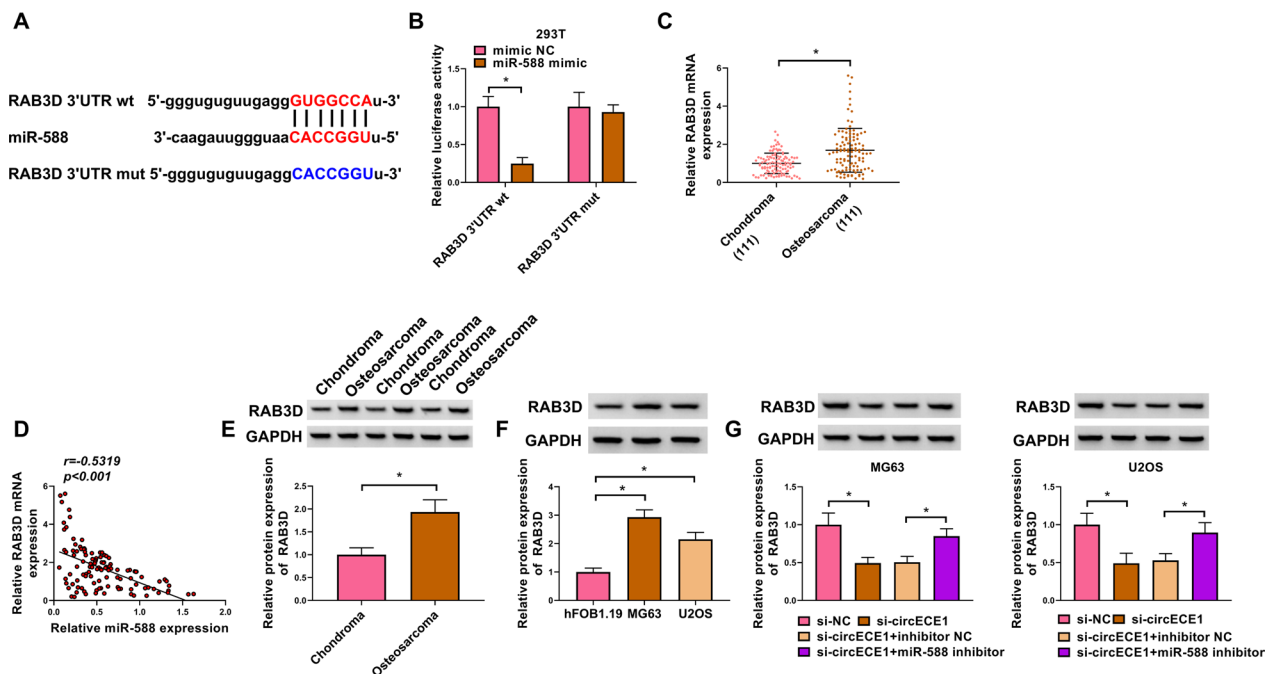 A
RAB3D 3'UTR wt 5'-ggguguguugaggGUGGCCAu-3'
miR-588 3'-caagauuggguaaCACCGGUu-5'
RAB3D 3'UTR mut 5'-ggguguguugaggCACCGGUu-3'
B
293T
mimic NC
miR-588 mimic
Relative luciferase activity
1.5
1.0
0.5
0.0
*
RAB3D 3'UTR wt
RAB3D 3'UTR mut
C
Relative RAB3D mRNA
expression
6
4
2
0
*
Chondroma
(111)
Osteosarcoma
(111)
D
r=-0.5319
p<0.001
Relative RAB3D mRNA
expression
6
4
2
0
0.0 0.5 1.0 1.5 2.0
Relative miR-588 expression
E
Chondroma
Osteosarcoma
Chondroma
Osteosarcoma
Chondroma
Osteosarcoma
RAB3D
GAPDH
Relative protein expression
of RAB3D
2.5
2.0
1.5
1.0
0.5
0.0
*
Chondroma
Osteosarcoma
F
RAB3D
GAPDH
Relative protein expression
of RAB3D
4
3
2
1
0
*
*
hFOB1.19 MG63 U2OS
G
RAB3D
GAPDH
MG63
Relative protein expression
of RAB3D
1.5
1.0
0.5
0.0
*
*
si-NC si-circECE1
si-circECE1+inhibitor NC
si-circECE1+miR-588 inhibitor
RAB3D
GAPDH
U2OS
Relative protein expression
of RAB3D
1.5
1.0
0.5
0.0
*
*
si-NC si-circECE1
si-circECE1+inhibitor NC
si-circECE1+miR-588 inhibitor